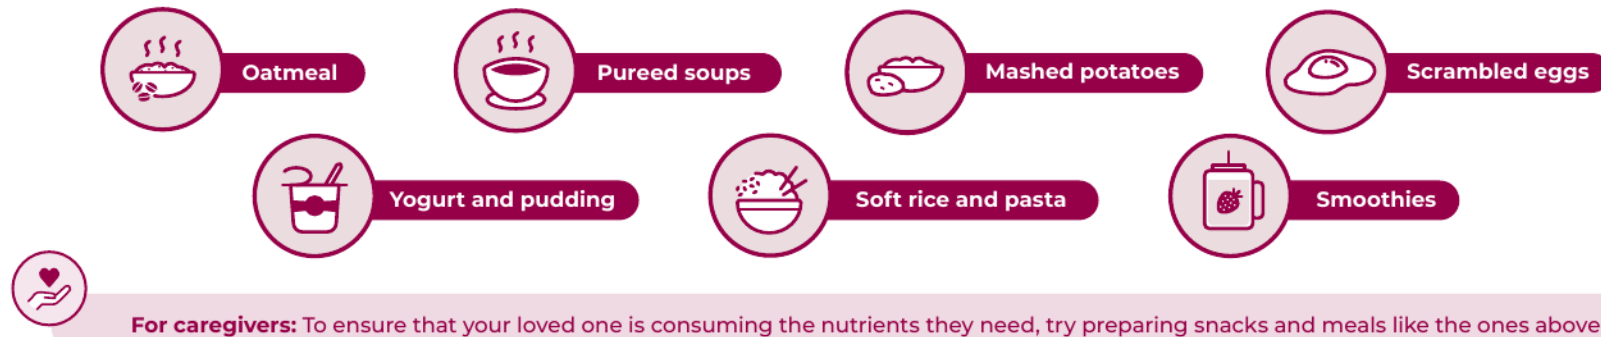 Oatmeal
Pureed soups
Mashed potatoes
Scrambled eggs
Yogurt and pudding
Soft rice and pasta
Smoothies
For caregivers: To ensure that your loved one is consuming the nutrients they need, try preparing snacks and meals like the ones above